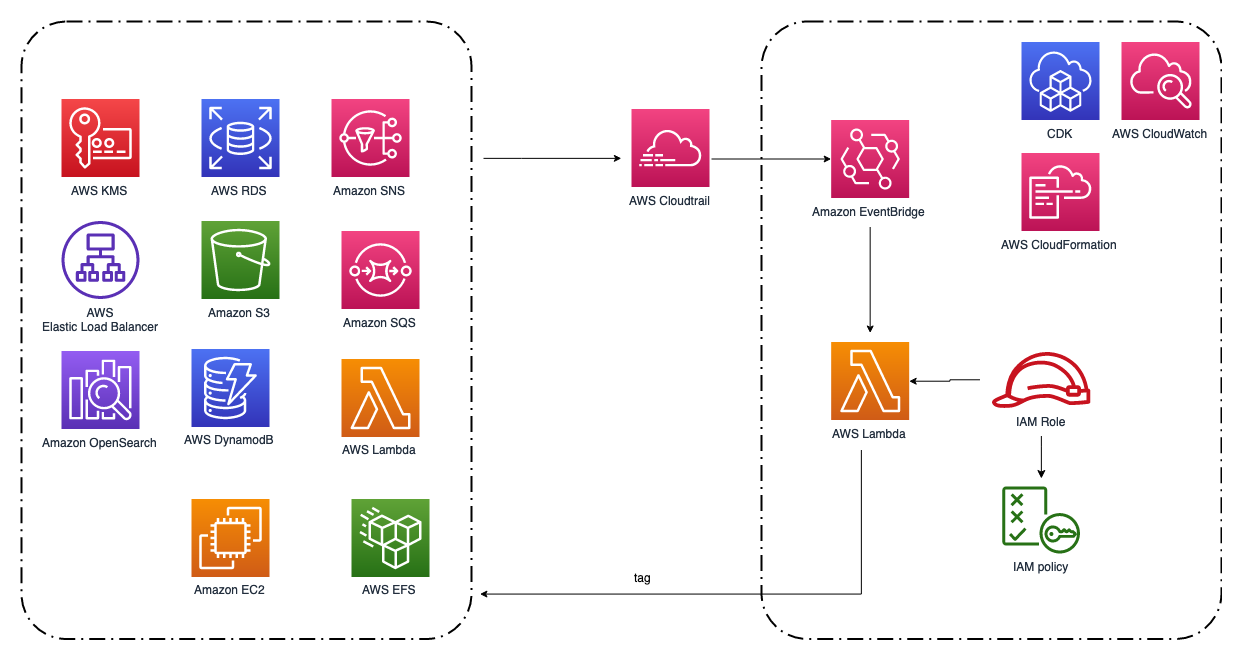 AWS KMS
AWS RDS
Amazon SNS
AWS
Elastic Load Balancer
Amazon S3
Amazon SQS
Amazon OpenSearch
AWS DynamodB
AWS Lambda
Amazon EC2
AWS EFS
AWS Cloudtrail
CDK
AWS CloudWatch
Amazon EventBridge
AWS CloudFormation
AWS Lambda
IAM Role
IAM policy
tag